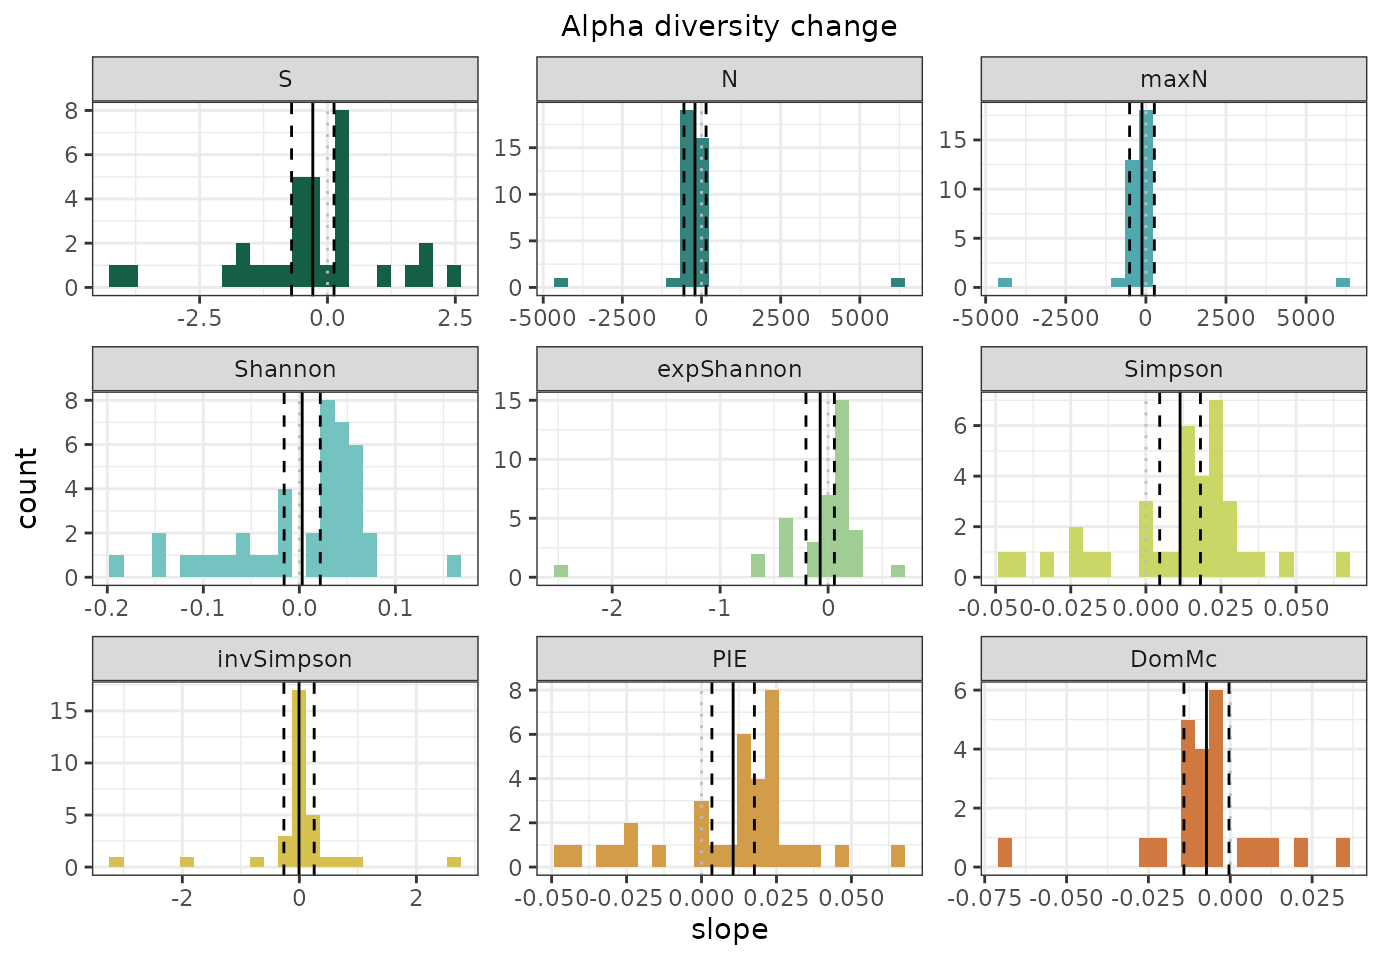 Alpha diversity change
S N maxN
8
6
4
2
0
-2.5 0.0 2.5
15
10
5
0
-5000 -2500 0 2500 5000
15
10
5
0
-5000 -2500 0 2500 5000
Shannon expShannon Simpson
8
6
4
2
0
-0.2 -0.1 0.0 0.1
15
10
5
0
-2 -1 0
6
4
2
0
-0.050 -0.025 0.000 0.025 0.050
count
invSimpson PIE DomMc
15
10
5
0
-2 0 2
8
6
4
2
0
-0.050 -0.025 0.000 0.025 0.050
6
4
2
0
-0.075 -0.050 -0.025 0.000 0.025
slope